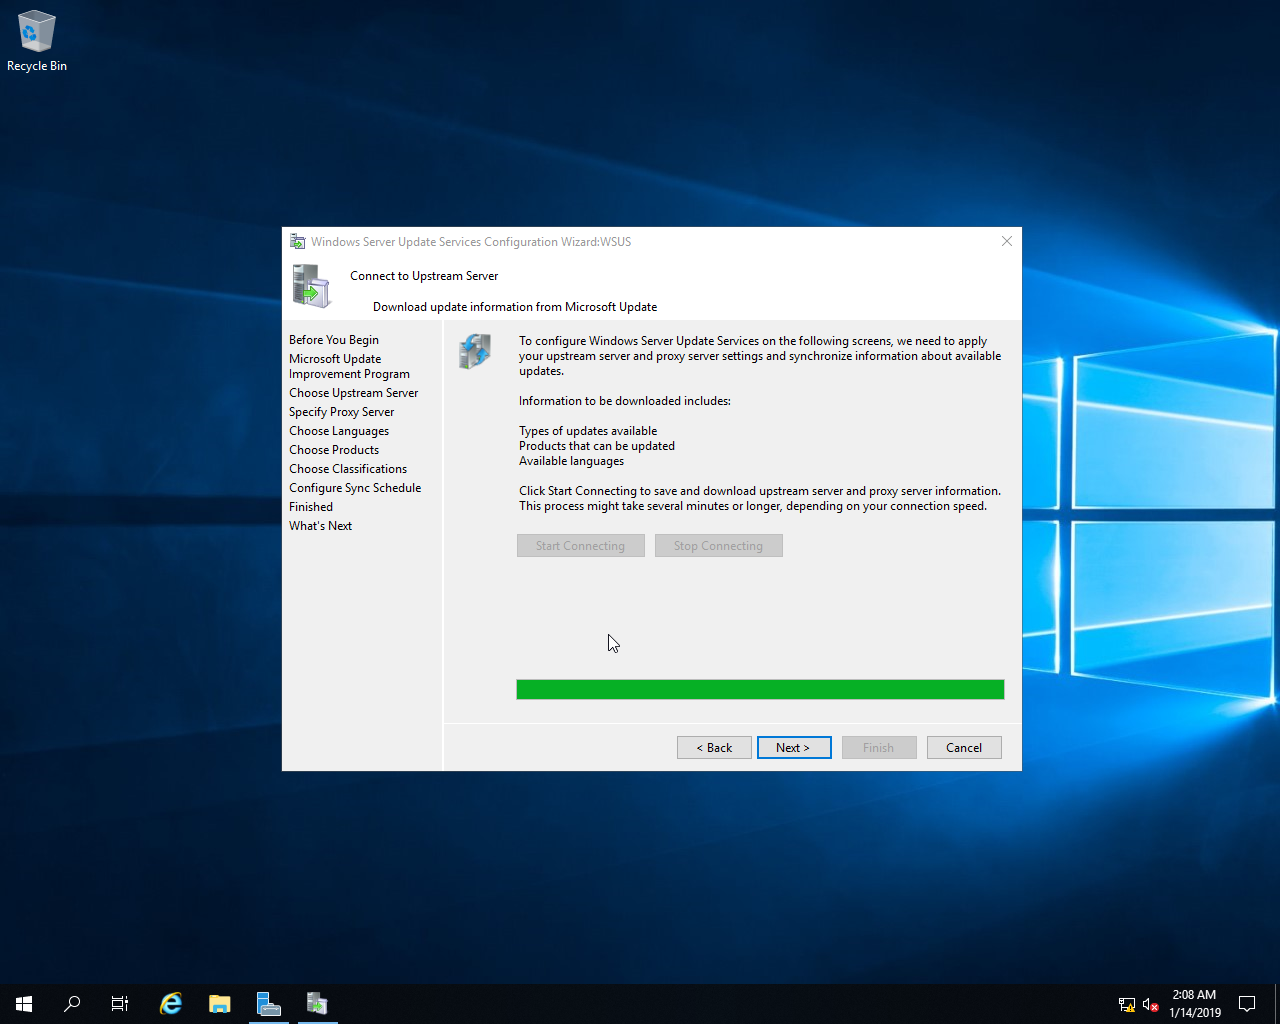 Recycle Bin
Windows Server Update Services Configuration Wizard:WSUS
Connect to Upstream Server
Download update information from Microsoft Update
Before You Begin
Microsoft Update
Improvement Program
Choose Upstream Server
Specify Proxy Server
Choose Languages
Choose Products
Choose Classifications
Configure Sync Schedule
Finished
What's Next
To configure Windows Server Update Services on the following screens, we need to apply
your upstream server and proxy server settings and synchronize information about available
updates.
Information to be downloaded includes:
Types of updates available
Products that can be updated
Available languages
Click Start Connecting to save and download upstream server and proxy server information.
This process might take several minutes or longer, depending on your connection speed.
Start Connecting
Stop Connecting
< Back
Next >
Finish
Cancel
2:08 AM
1/14/2019